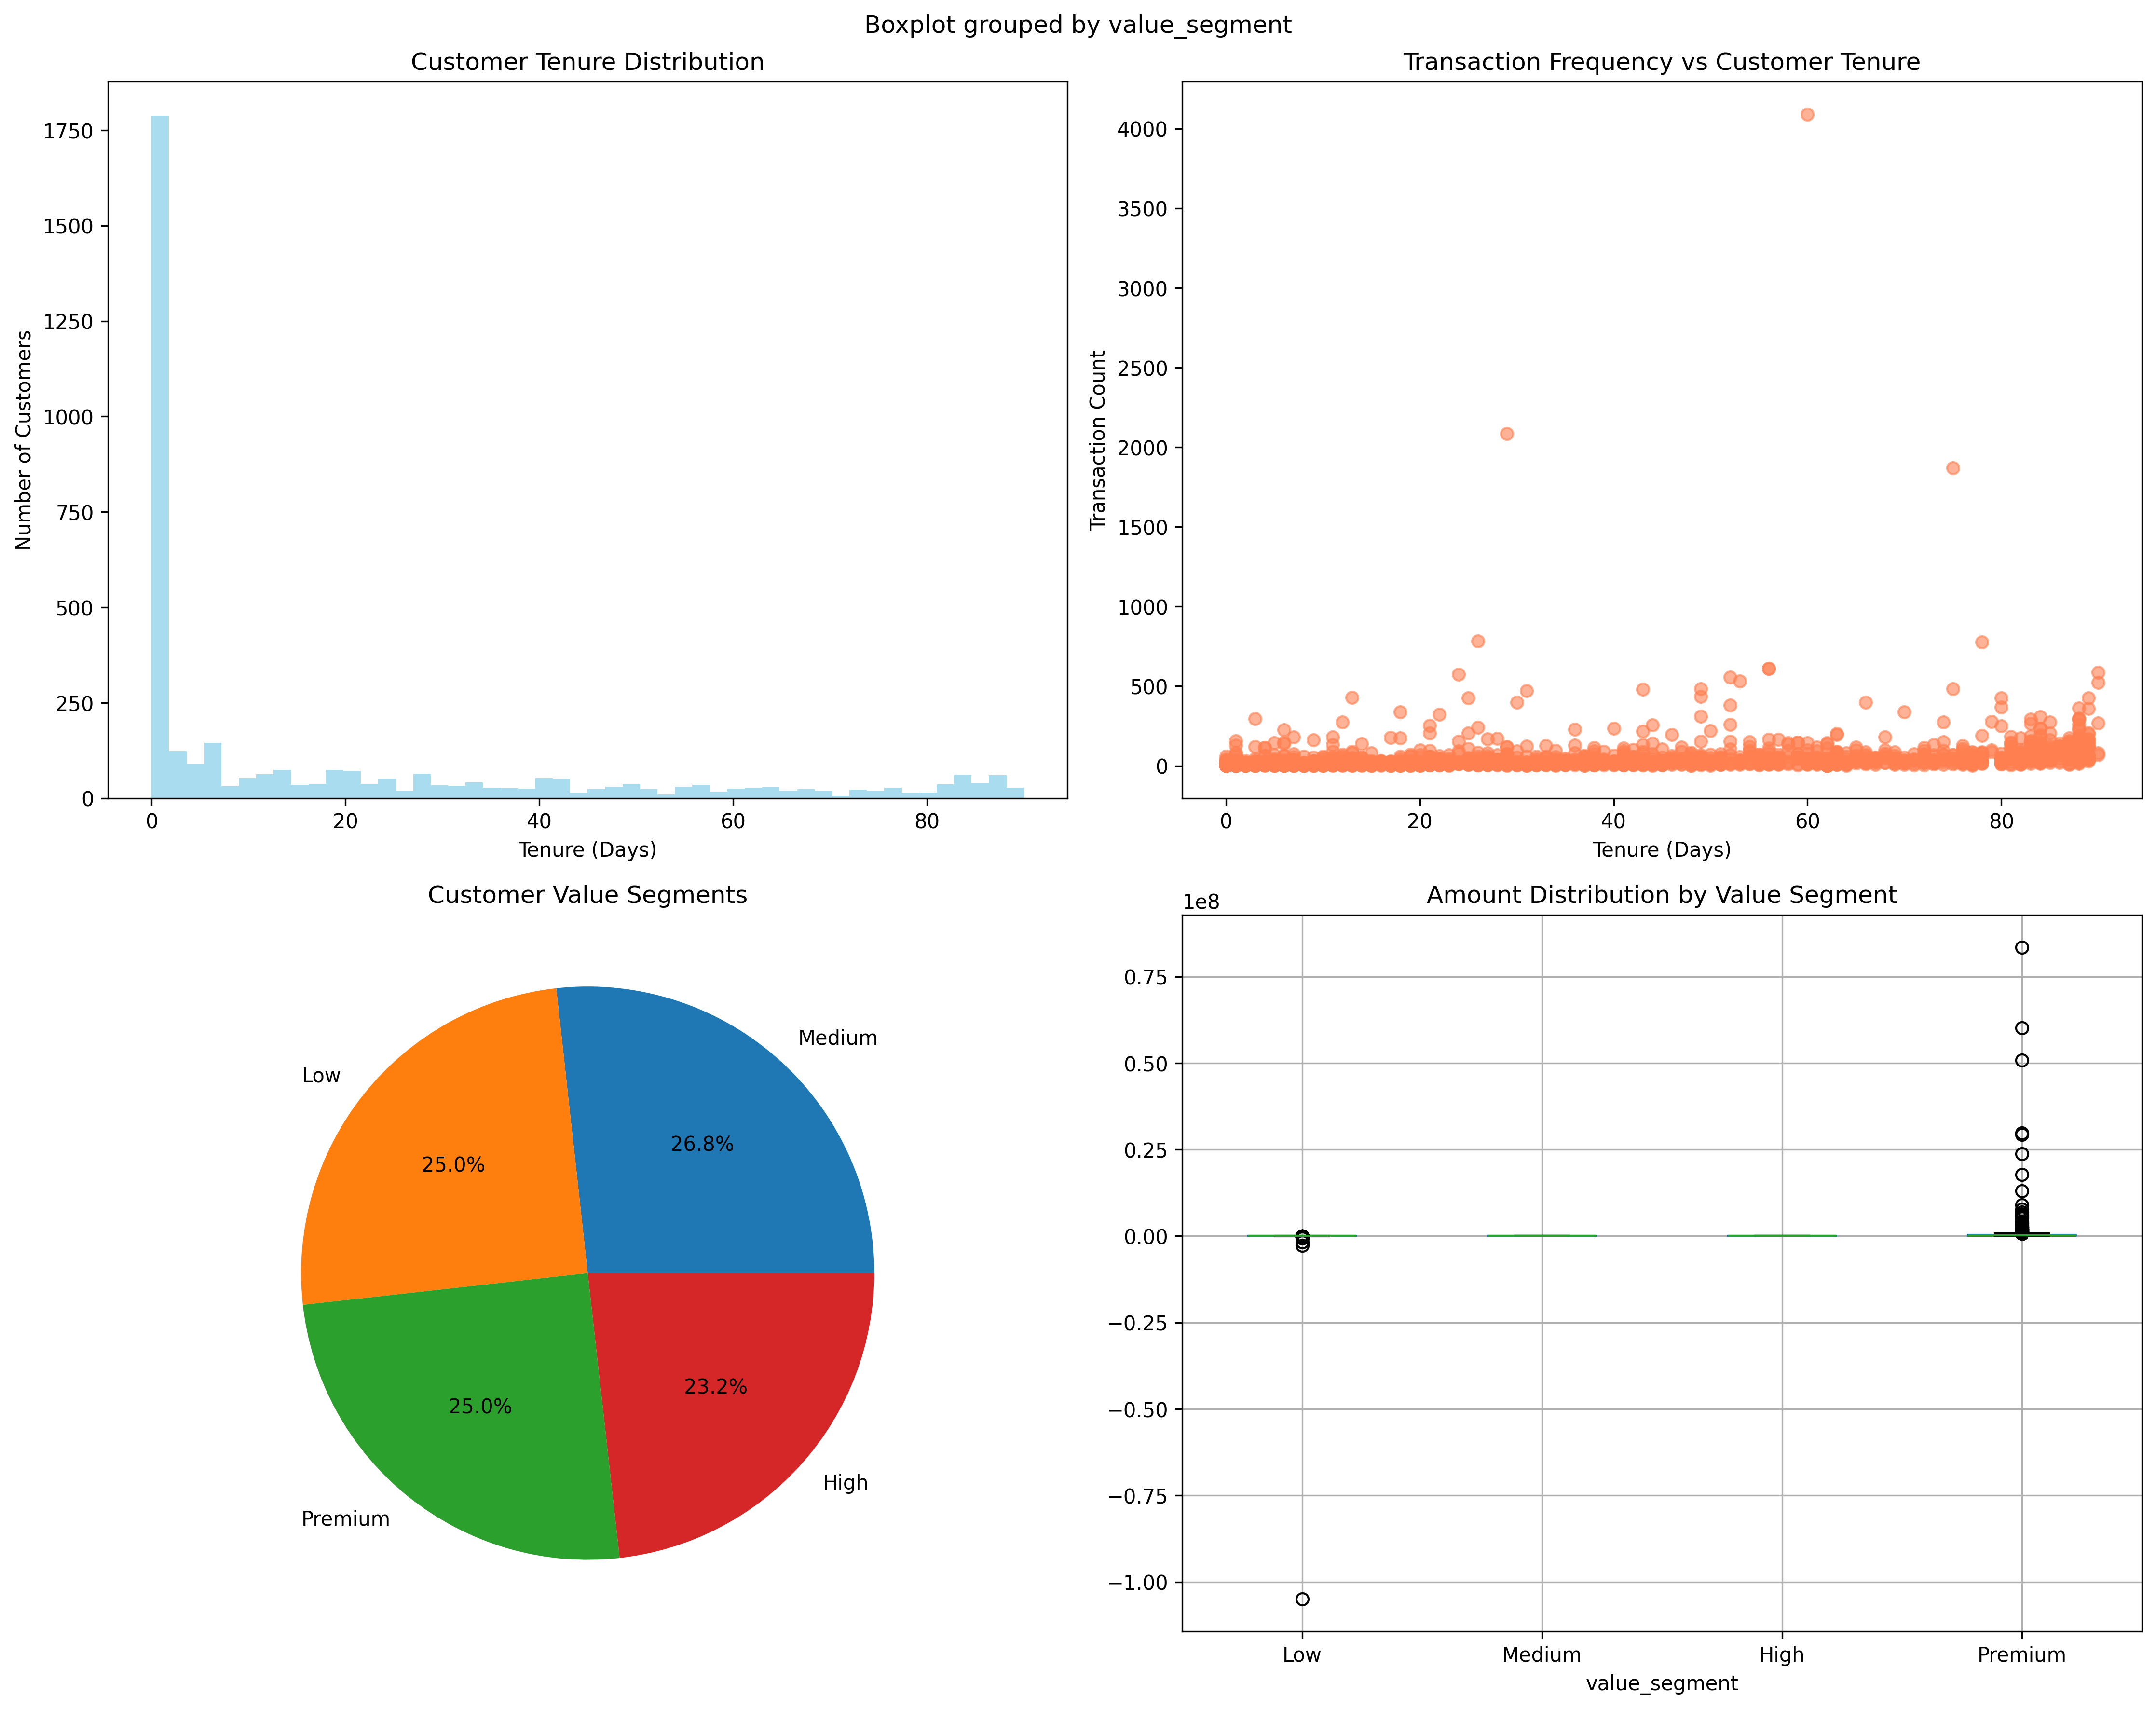 Boxplot grouped by value_segment
Customer Tenure Distribution
Number of Customers
1750
1500
1250
1000
750
500
250
0
0 20 40 60 80
Tenure (Days)
Transaction Frequency vs Customer Tenure
Transaction Count
4000
3500
3000
2500
2000
1500
1000
500
0
0 20 40 60 80
Tenure (Days)
Customer Value Segments
Medium
Low
26.8%
25.0%
23.2%
25.0%
High
Premium
Amount Distribution by Value Segment
1e8
0.75
0.50
0.25
0.00
−0.25
−0.50
−0.75
−1.00
Low Medium High Premium
value_segment